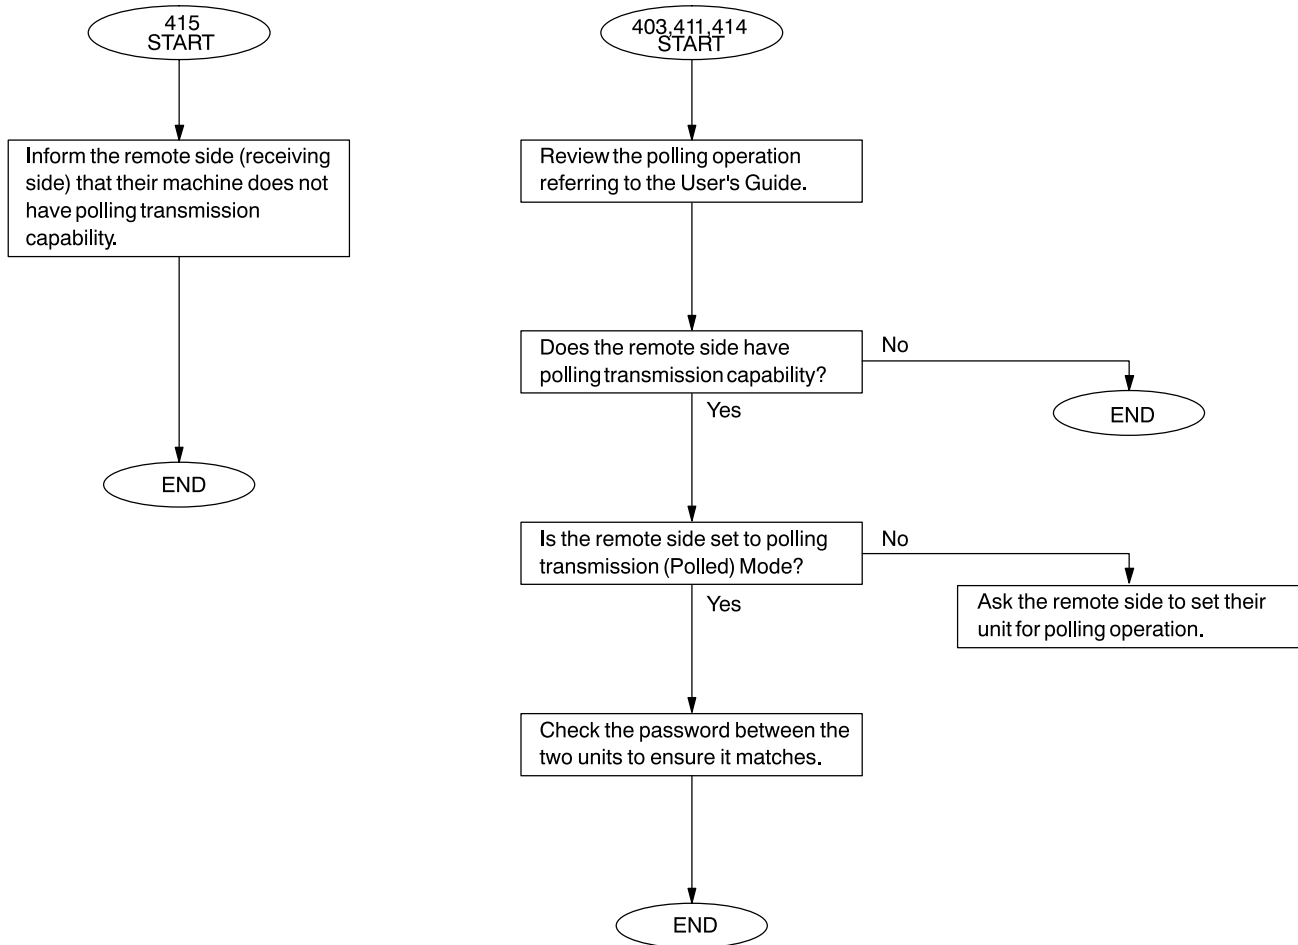 415
START
Inform the remote side (receiving
side) that their machine does not
have polling transmission
capability.
END
403,411,414
START
Review the polling operation
referring to the User's Guide.
Does the remote side have
polling transmission capability?
No
END
Yes
Is the remote side set to polling
transmission (Polled) Mode?
No
Ask the remote side to set their
unit for polling operation.
Yes
Check the password between the
two units to ensure it matches.
END